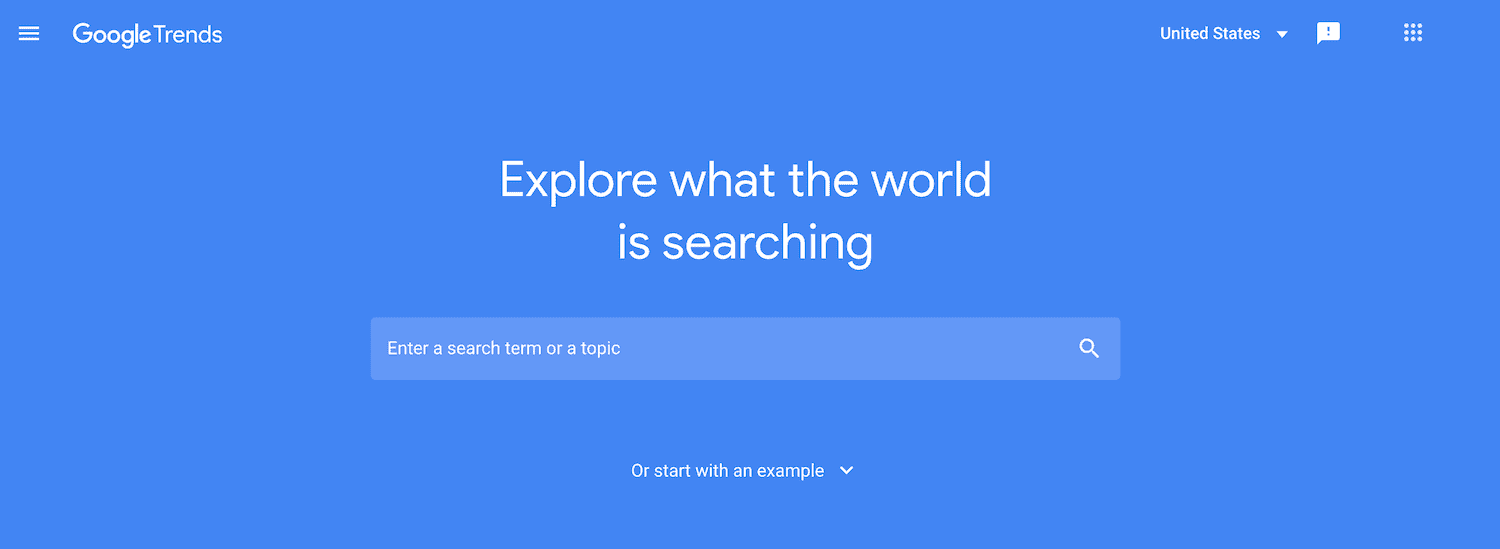 Google Trends
United States
Explore what the world
is searching
Enter a search term or a topic
Or start with an example